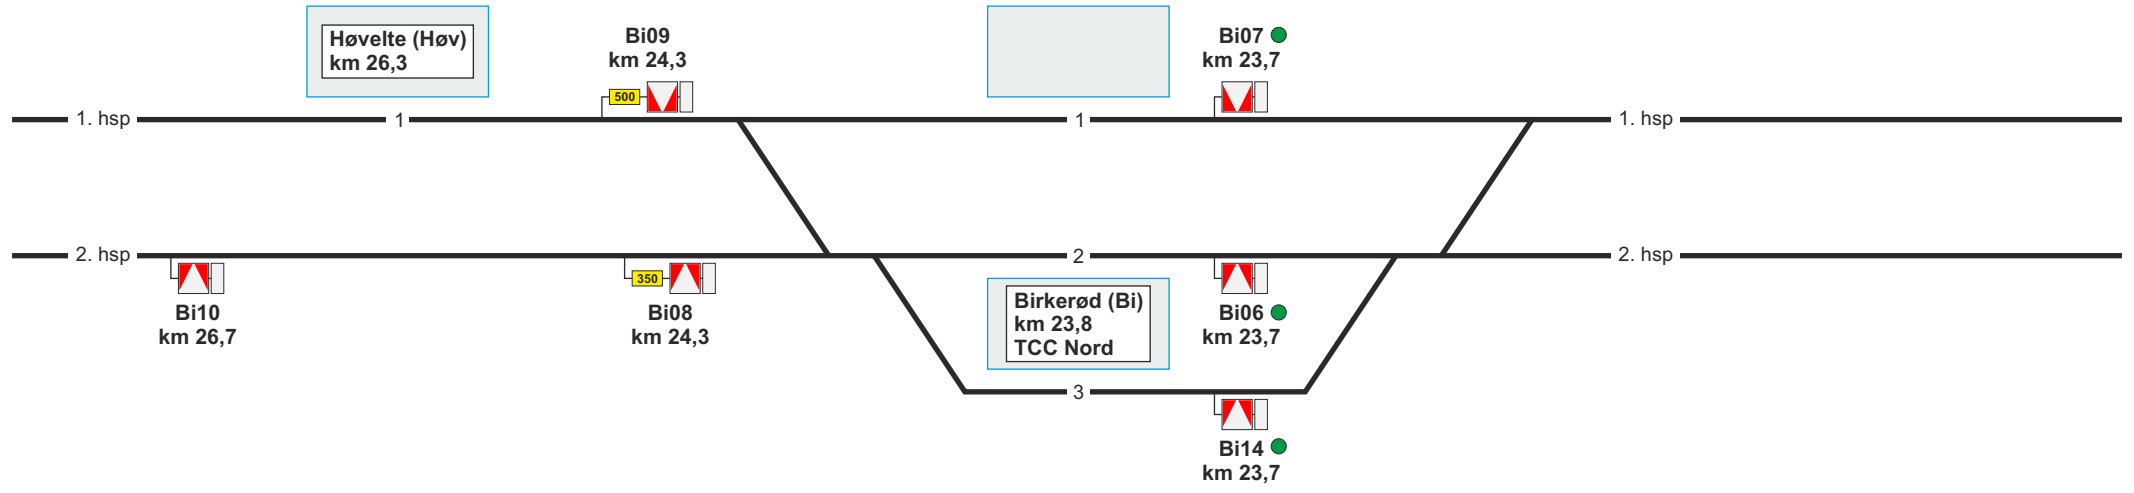 Høvelte (Høv)
km 26,3
Bi09
km 24,3
500
Bi07
km 23,7
1. hsp
1
1
1. hsp
2. hsp
2
2. hsp
Bi10
km 26,7
350
Bi08
km 24,3
Birkerød (Bi)
km 23,8
TCC Nord
Bi06
km 23,7
3
Bi14
km 23,7